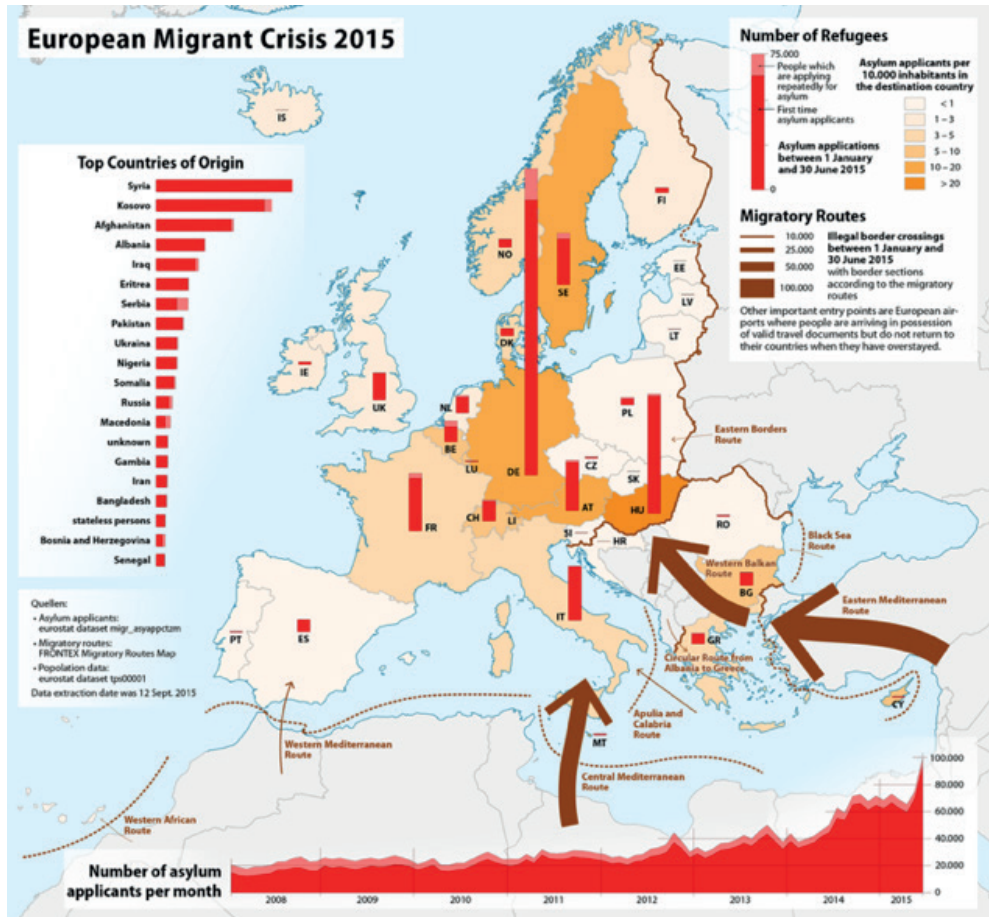 European Migrant Crisis 2015
Number of Refugees
75.000
People which
are applying
repeatedly for
asylum
First time
asylum applicants
Asylum applications
between 1 January
and 30 June 2015
0
Asylum applicants per
10.000 inhabitants in
the destination country
< 1
1 – 3
3 – 5
5 – 10
10 – 20
> 20
Migratory Routes
10.000
25.000
50.000
100.000
Illegal border crossings
between 1 January and
30 June 2015
with border sections
according to the migratory
routes
Other important entry points are European air-
ports where people are arriving in possession
of valid travel documents but do not return to
their countries when they have overstayed.
Top Countries of Origin
Syria
Kosovo
Afghanistan
Albania
Iraq
Eritrea
Serbia
Pakistan
Ukraina
Nigeria
Somalia
Russia
Macedonia
unknown
Gambia
Iran
Bangladesh
stateless persons
Bosnia and Herzegovina
Senegal
Quellen:
• Asylum applicants:
eurostat dataset migr_asyappctzm
• Migratory routes:
FRONTEX Migratory Routes Map
• Popolation data:
eurostat dataset tps00001
Data extraction date was 12 Sept. 2015
IS
FI
NO
SE
EE
LV
LT
DK
IE
UK
NL
BE
LU
DE
PL
CZ
SK
FR
CH
LI
AT
HU
SI
HR
RO
BG
IT
GR
PT
ES
MT
CY
Eastern Borders
Route
Black Sea
Route
Western Balkan
Route
Eastern Mediterranean
Route
Circular Route from
Albania to Greece
Apulia and
Calabria
Route
Central Mediterranean
Route
Western Mediterranean
Route
Western African
Route
Number of asylum
applicants per month
100.000
80.000
60.000
40.000
20.000
0
2008
2009
2010
2011
2012
2013
2014
2015